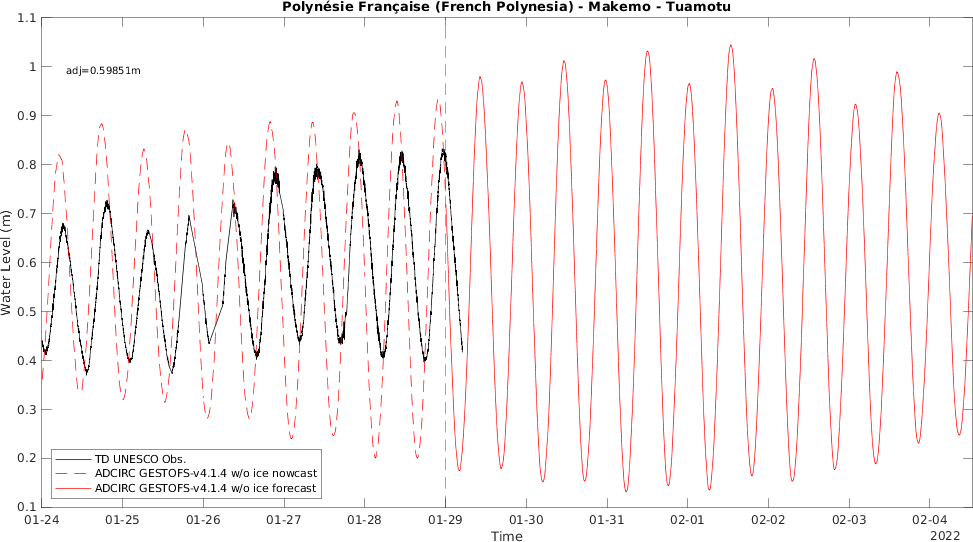 Polynésie Française (French Polynesia) - Makemo - Tuamotu
1.1
1
0.9
0.8
0.7
0.6
0.5
0.4
0.3
0.2
0.1
Water Level (m)
adj=0.59851m
TD UNESCO Obs.
ADCIRC GESTOFS-v4.1.4 w/o ice nowcast
ADCIRC GESTOFS-v4.1.4 w/o ice forecast
01-24 01-25 01-26 01-27 01-28 01-29 01-30 01-31 02-01 02-02 02-03 02-04
Time
2022